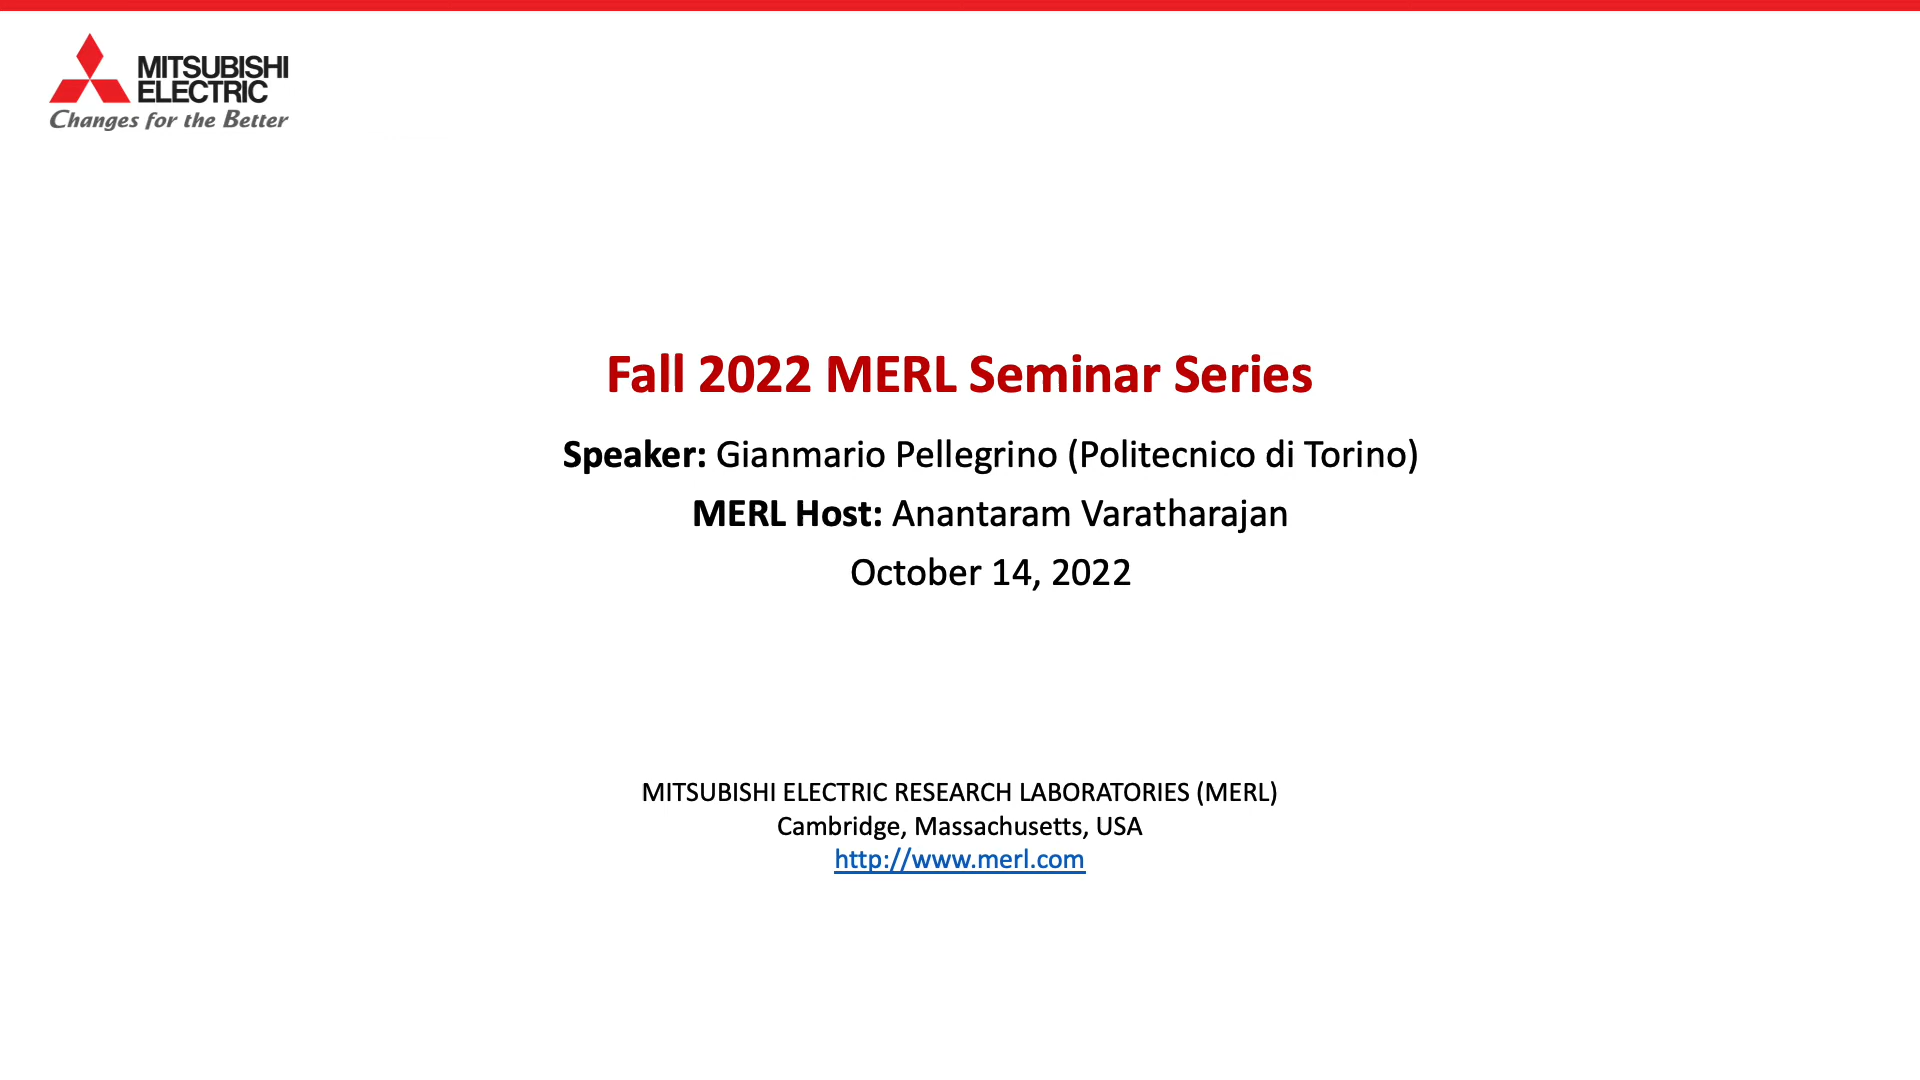 MITSUBISHI
ELECTRIC
Changes for the Better
Fall 2022 MERL Seminar Series
Speaker: Gianmario Pellegrino (Politecnico di Torino)
MERL Host: Anantaram Varatharajan
October 14, 2022
MITSUBISHI ELECTRIC RESEARCH LABORATORIES (MERL)
Cambridge, Massachusetts, USA
http://www.merl.com